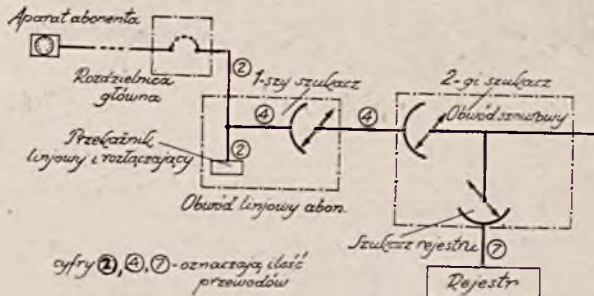 Aparat abonenta
Rozdzielnica
główna
②
1-szy szukacz
2-gi szukacz
④
④
Obwód sznurowy
Przekaźnik
linjowy i rozłączający
②
Obwód linjowy abon.
Szukacz rejestru
⑦
Rejestr
cyfry ②, ④, ⑦ - oznaczają ilość
przewodów